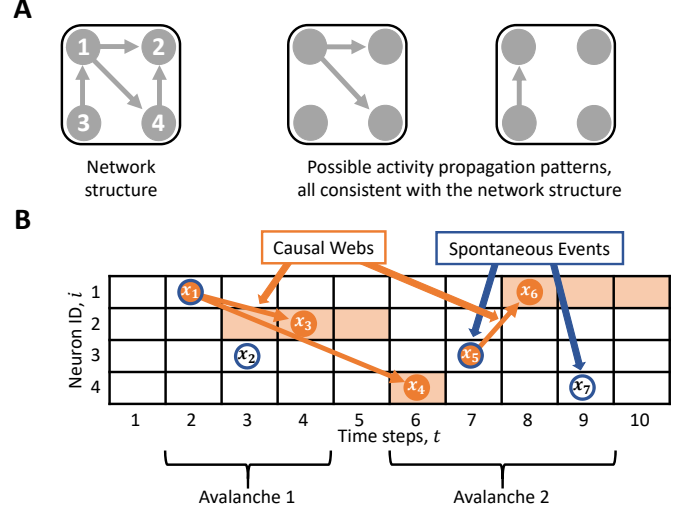 A
1 2
3 4
Network
structure
Possible activity propagation patterns,
all consistent with the network structure
B
Causal Webs
Spontaneous Events
Neuron ID, i
1
2
3
4
x₁
x₆
x₃
x₂
x₅
x₄
x₇
1 2 3 4 5 6 7 8 9 10
Time steps, t
Avalanche 1
Avalanche 2